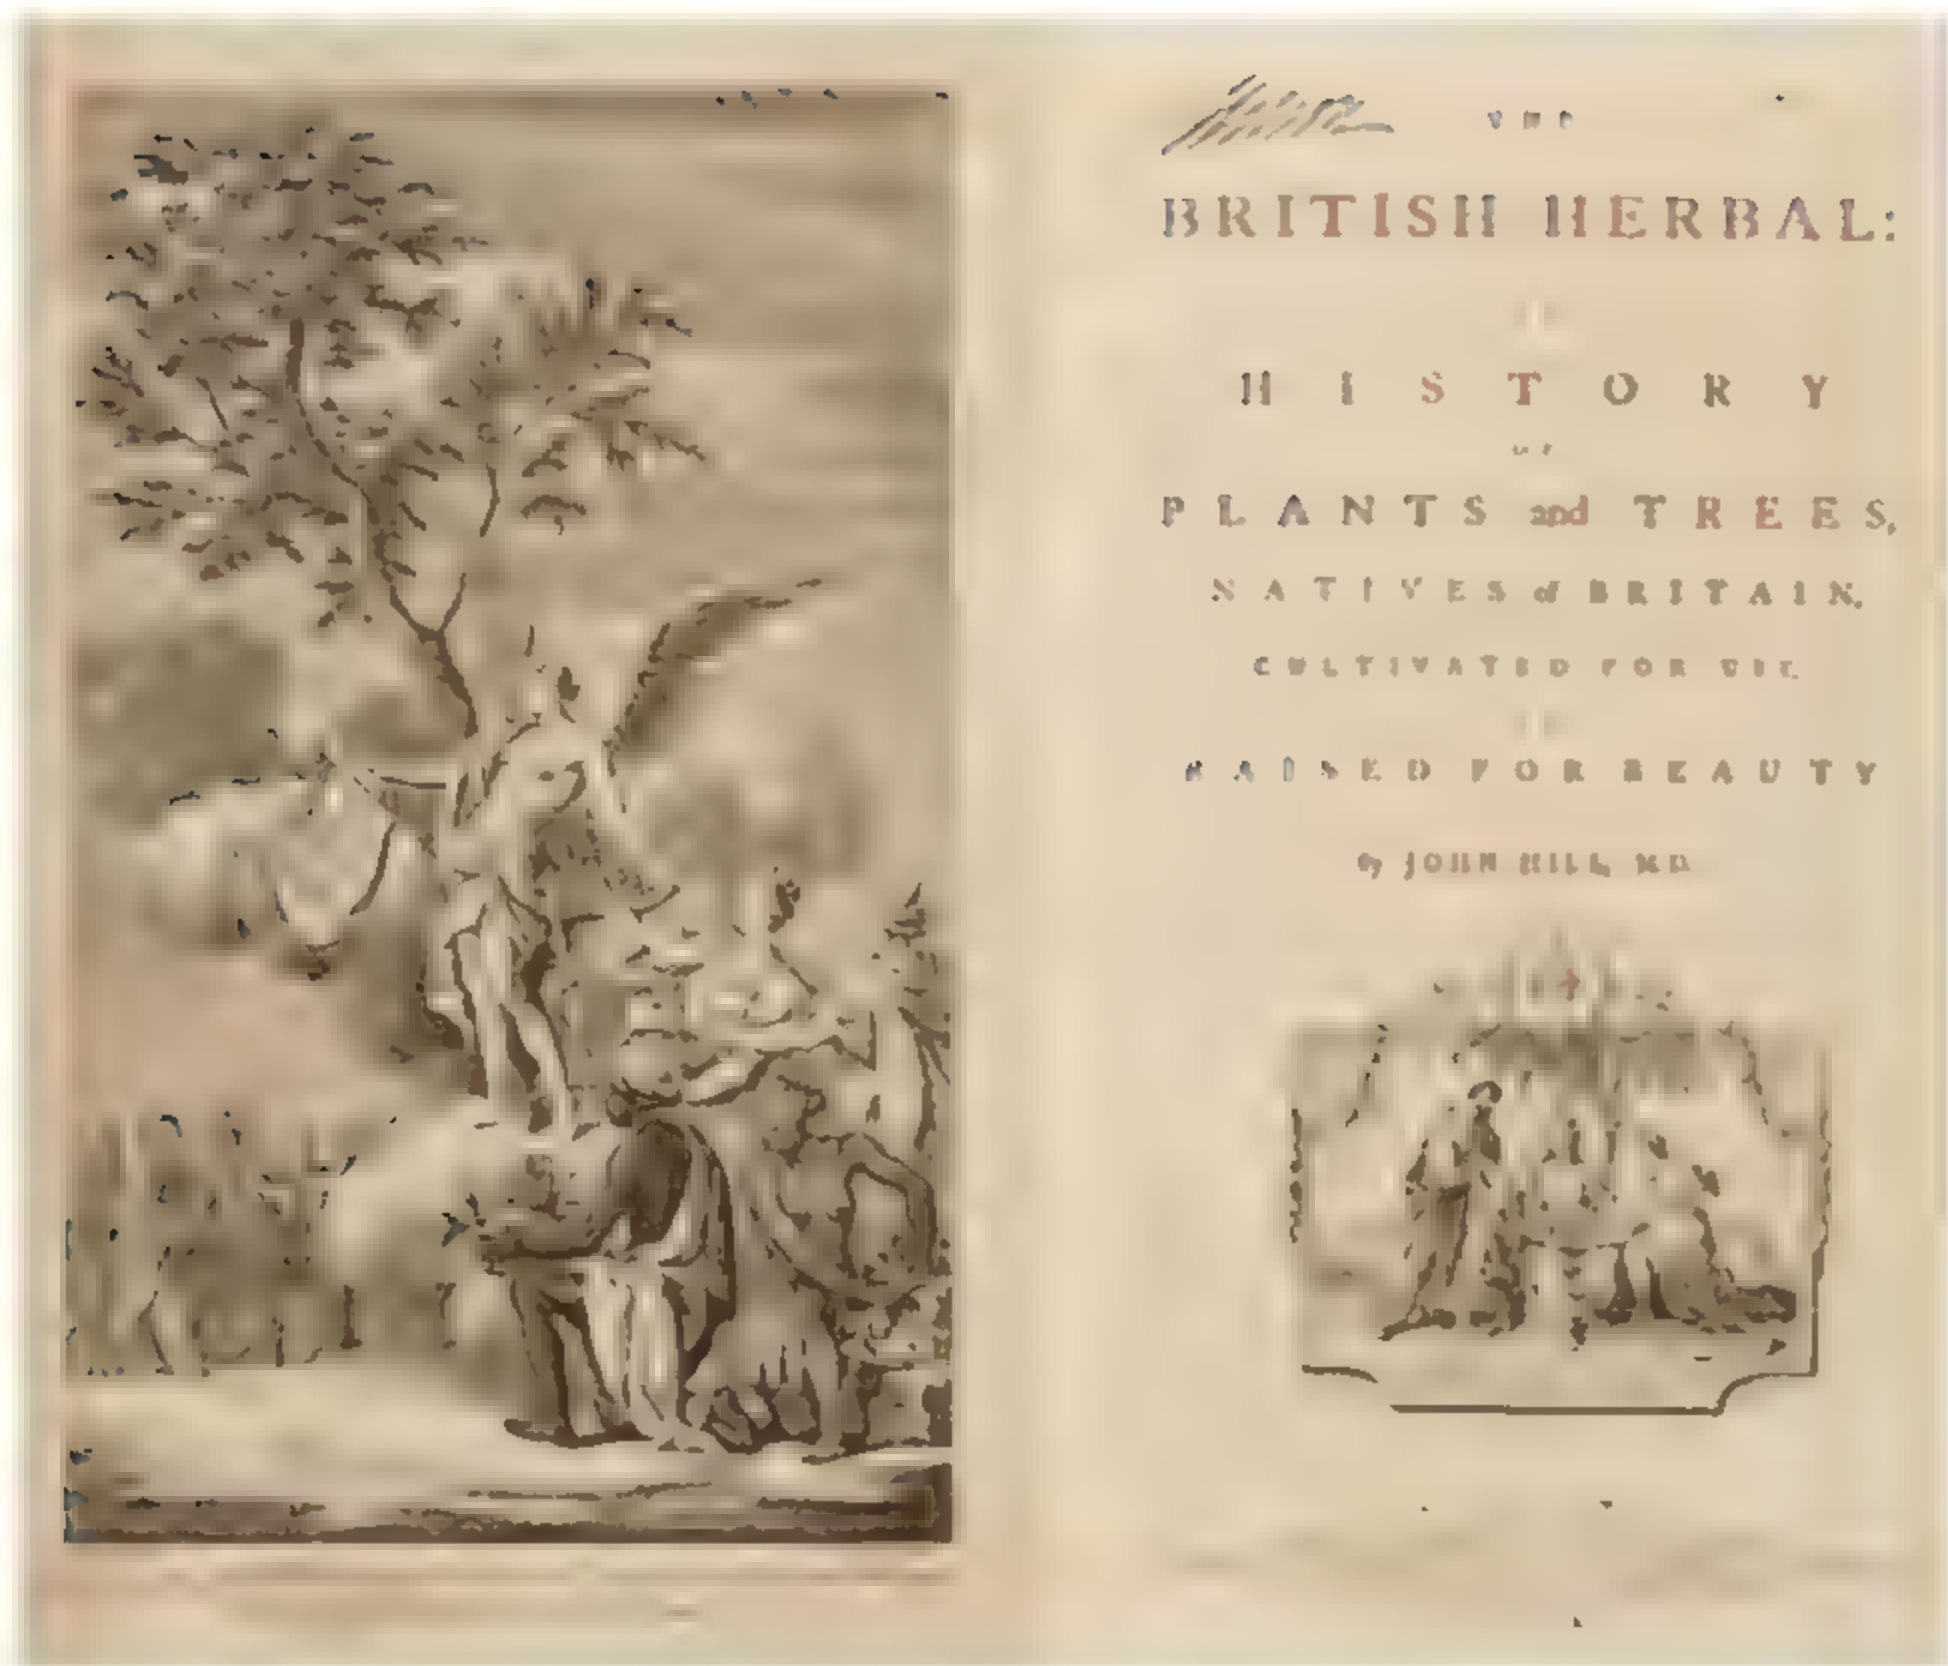 THE
BRITISH HERBAL:
HISTORY
OF
PLANTS and TREES,
NATIVES of BRITAIN,
CULTIVATED FOR USE,
RAISED FOR BEAUTY
By JOHN HILL, M.D.